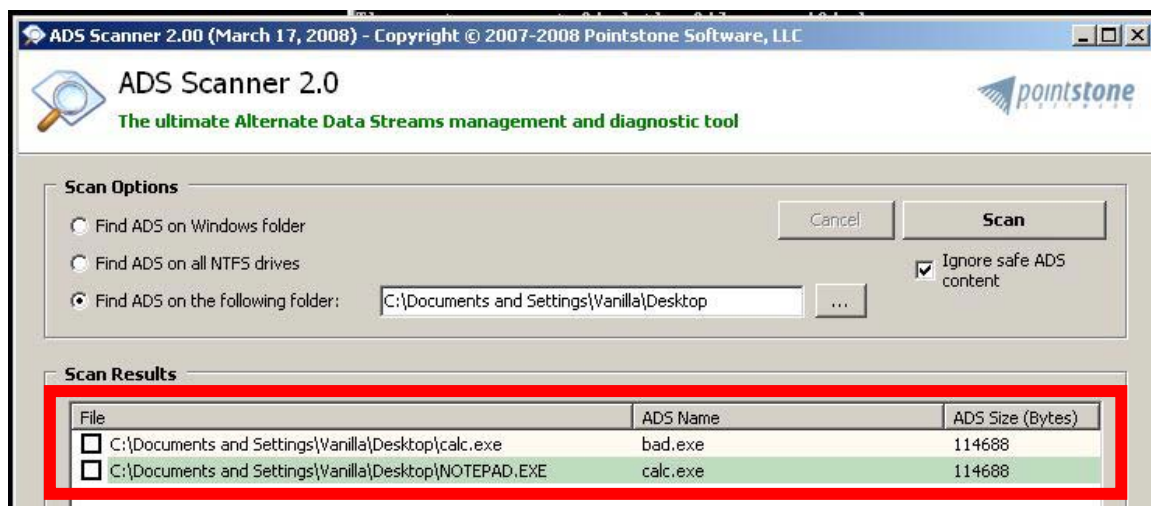 ADS Scanner 2.00 (March 17, 2008) - Copyright © 2007-2008 Pointstone Software, LLC
ADS Scanner 2.0
pointstone
The ultimate Alternate Data Streams management and diagnostic tool
Scan Options
Find ADS on Windows folder
Cancel
Scan
Find ADS on all NTFS drives
Ignore safe ADS
content
Find ADS on the following folder:
C:\Documents and Settings\Vanilla\Desktop
...
Scan Results
File ADS Name ADS Size (Bytes)
C:\Documents and Settings\Vanilla\Desktop\calc.exe bad.exe 114688
C:\Documents and Settings\Vanilla\Desktop\NOTEPAD.EXE calc.exe 114688